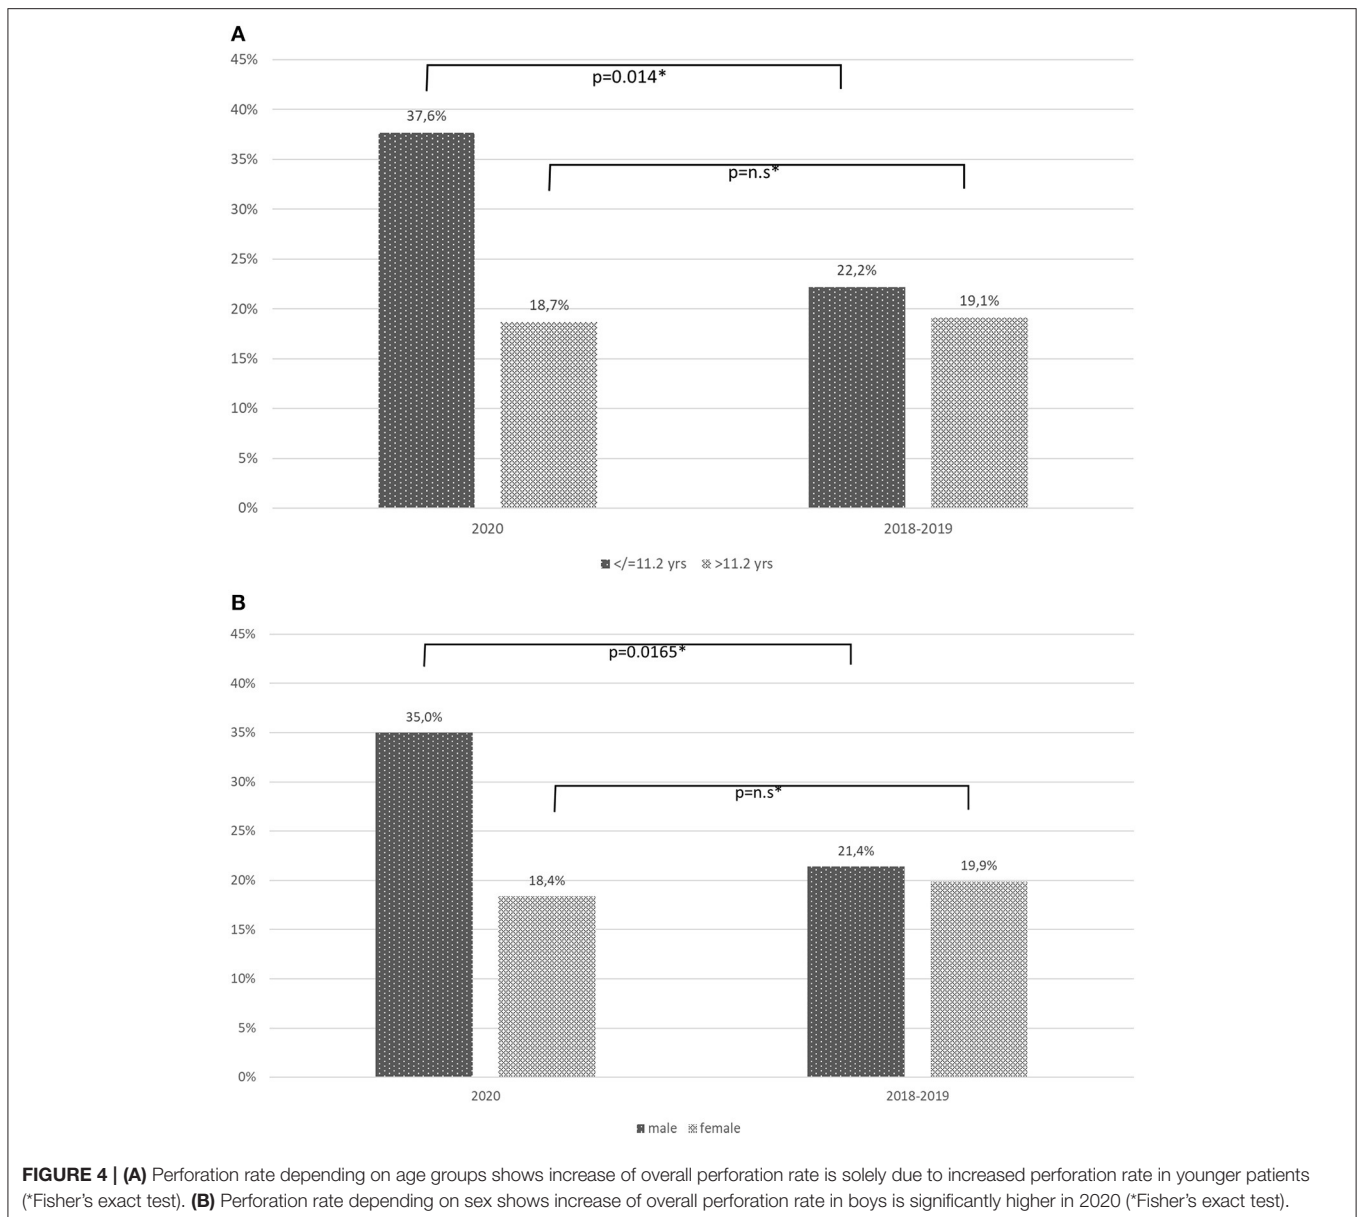 A
45%
p=0.014*
40%
37,6%
35%
p=n.s*
30%
25%
22,2%
20%
18,7%
19,1%
15%
10%
5%
0%
2020
2018-2019
</=11.2 yrs
>11.2 yrs
B
45%
p=0.0165*
40%
35,0%
35%
30%
p=n.s*
25%
21,4%
20%
18,4%
19,9%
15%
10%
5%
0%
2020
2018-2019
male
female
FIGURE 4 | (A) Perforation rate depending on age groups shows increase of overall perforation rate is solely due to increased perforation rate in younger patients
(*Fisher's exact test). (B) Perforation rate depending on sex shows increase of overall perforation rate in boys is significantly higher in 2020 (*Fisher's exact test).